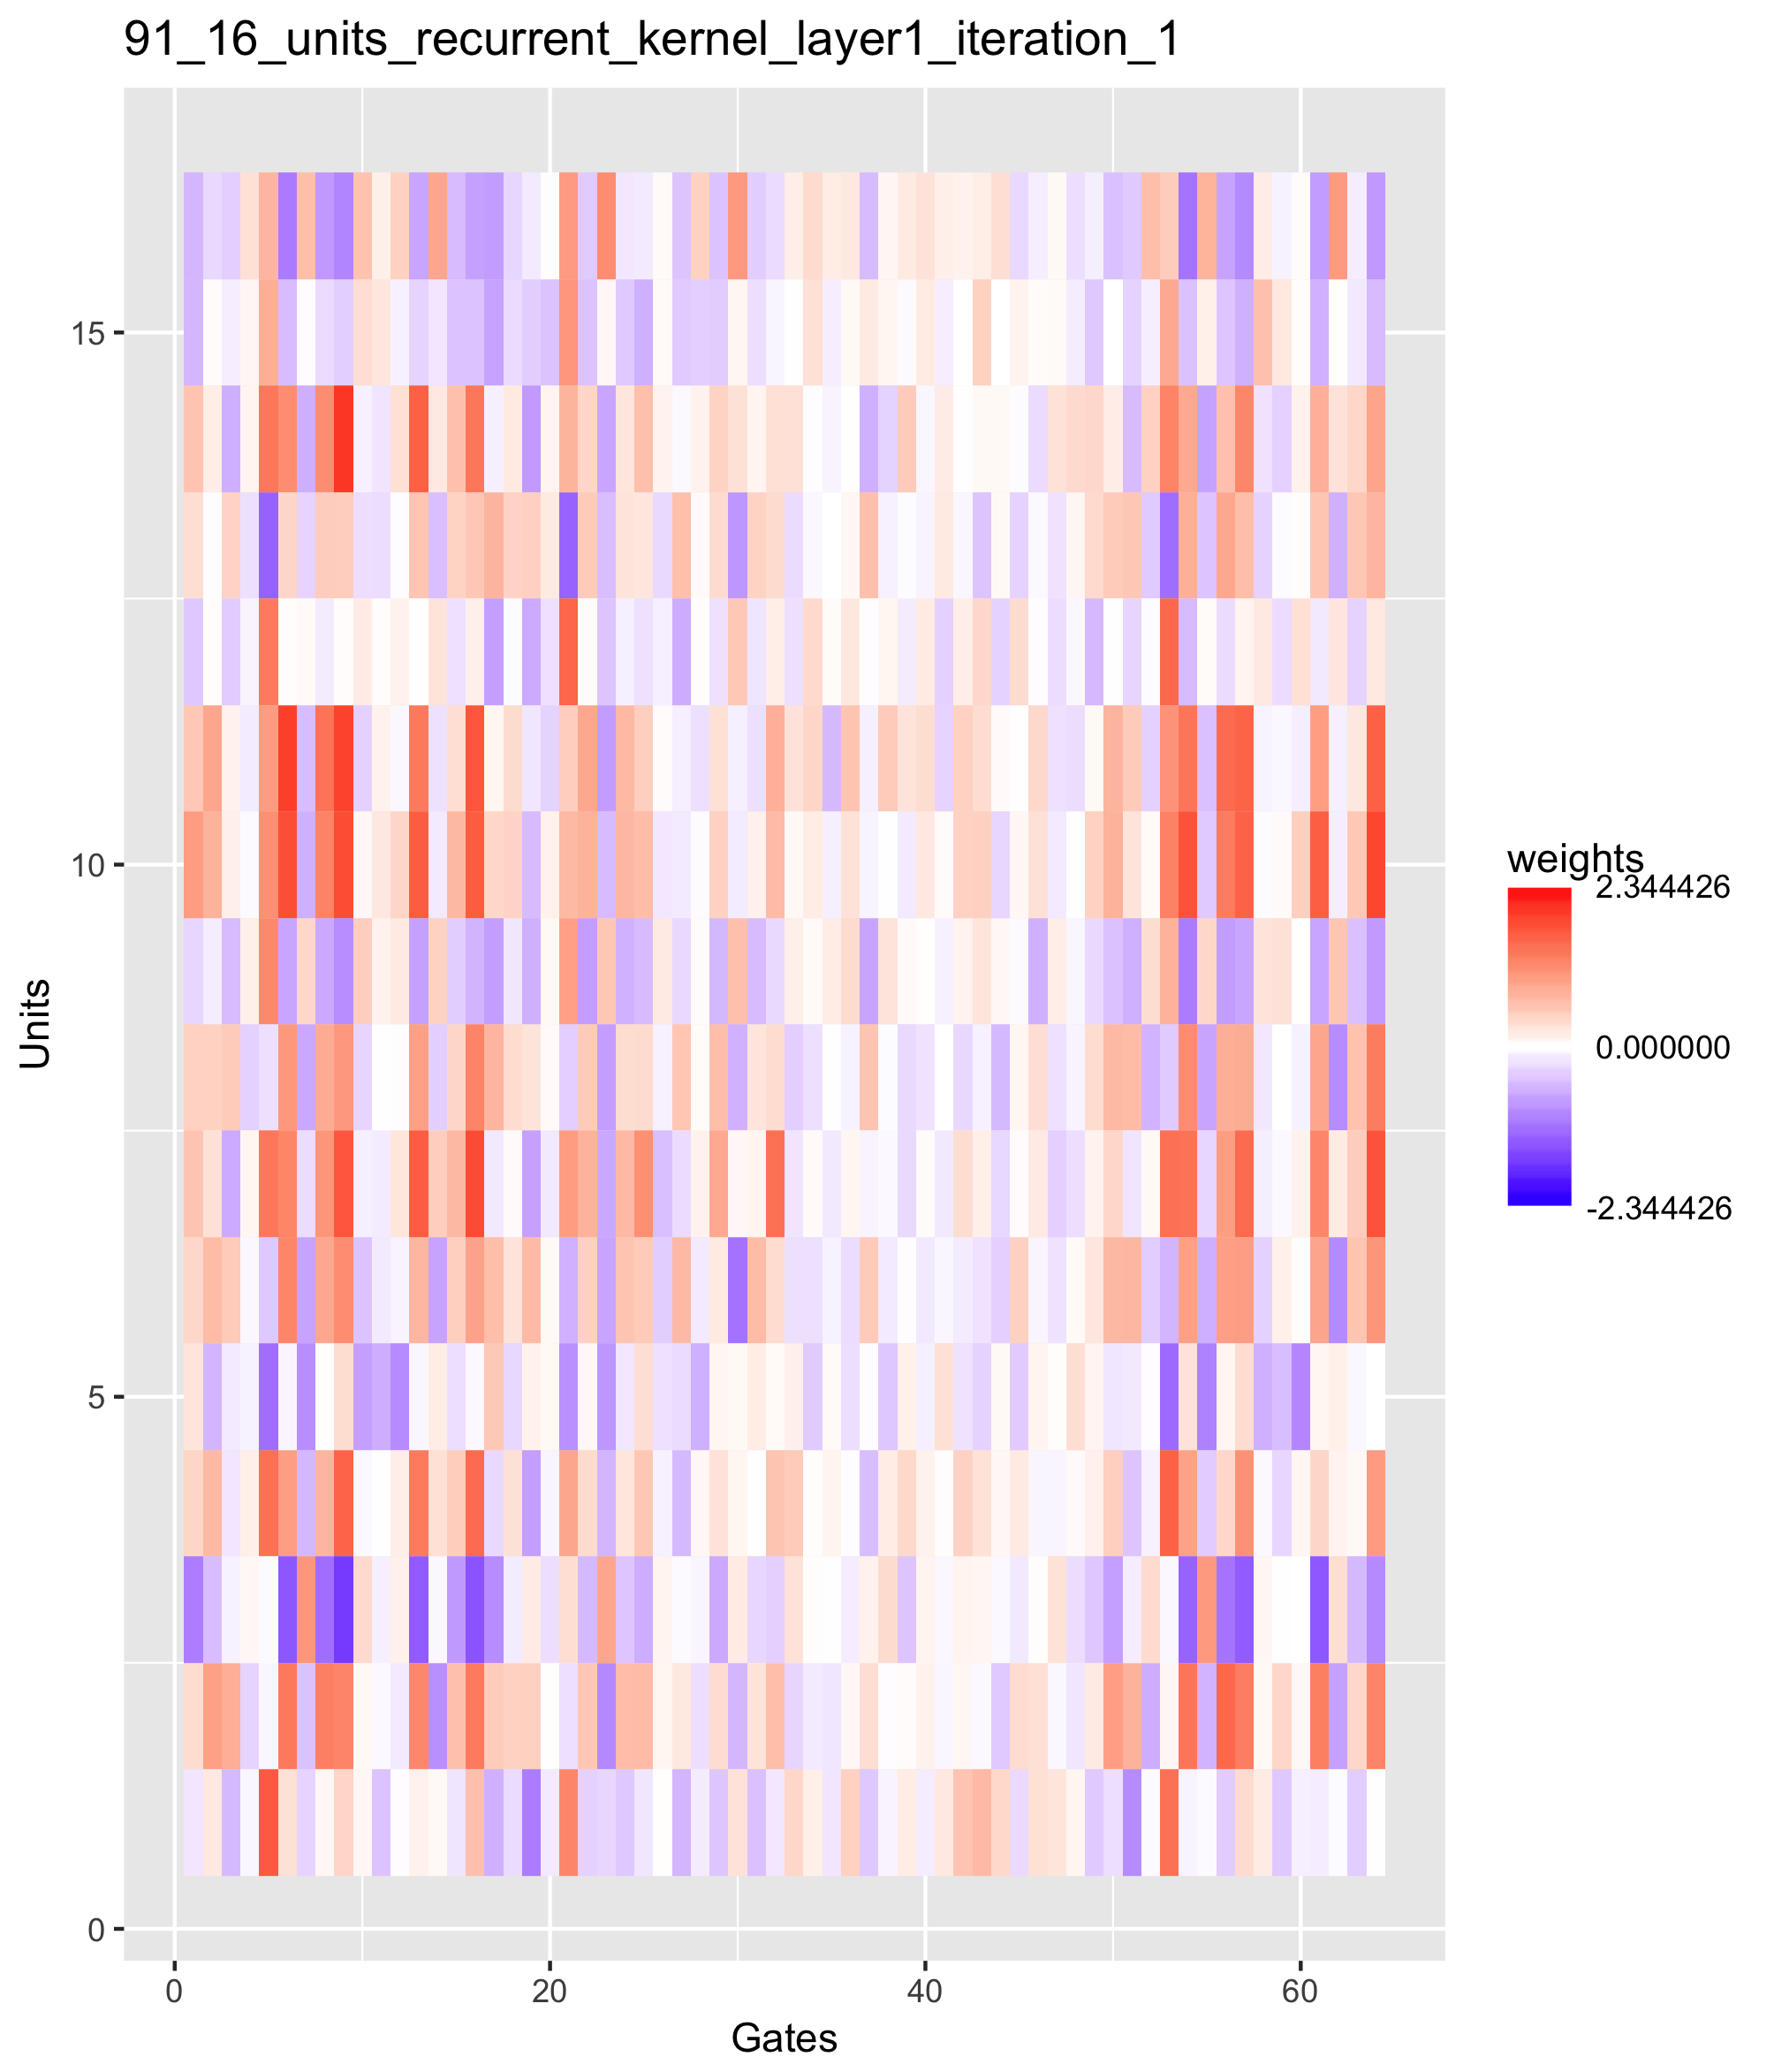 91_16_units_recurrent_kernel_layer1_iteration_1
15
10
5
0
Units
0 20 40 60
Gates
weights
2.344426
0.000000
-2.344426